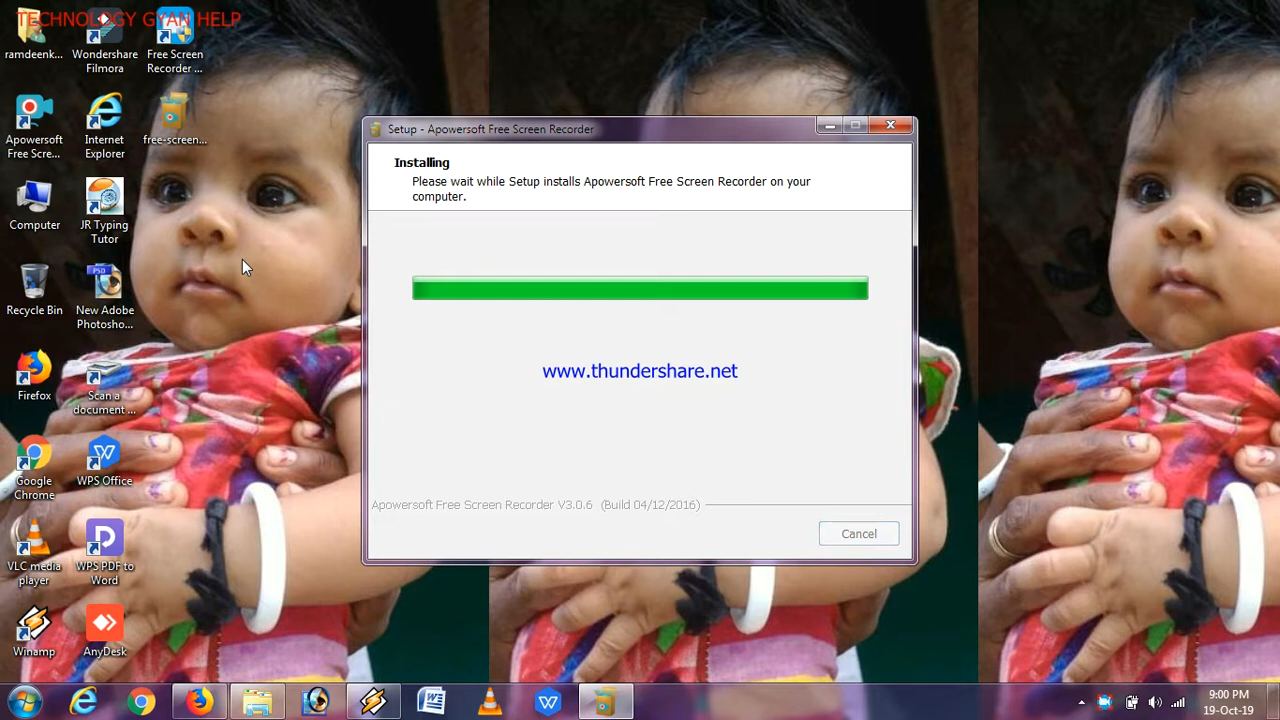 TECHNOLOGY GYAN HELP
ramdeenk...
Wondershare
Filmora
Free Screen
Recorder ...
Apowersoft
Free Scre...
Internet
Explorer
free-screen...
Computer
JR Typing
Tutor
Recycle Bin
PSD
New Adobe
Photosho...
Firefox
Scan a
document ...
Google
Chrome
WPS Office
VLC media
player
WPS PDF to
Word
Winamp
AnyDesk
Setup - Apowersoft Free Screen Recorder
Installing
Please wait while Setup installs Apowersoft Free Screen Recorder on your
computer.
www.thundershare.net
Apowersoft Free Screen Recorder V3.0.6 (Build 04/12/2016)
Cancel
9:00 PM
19-Oct-19